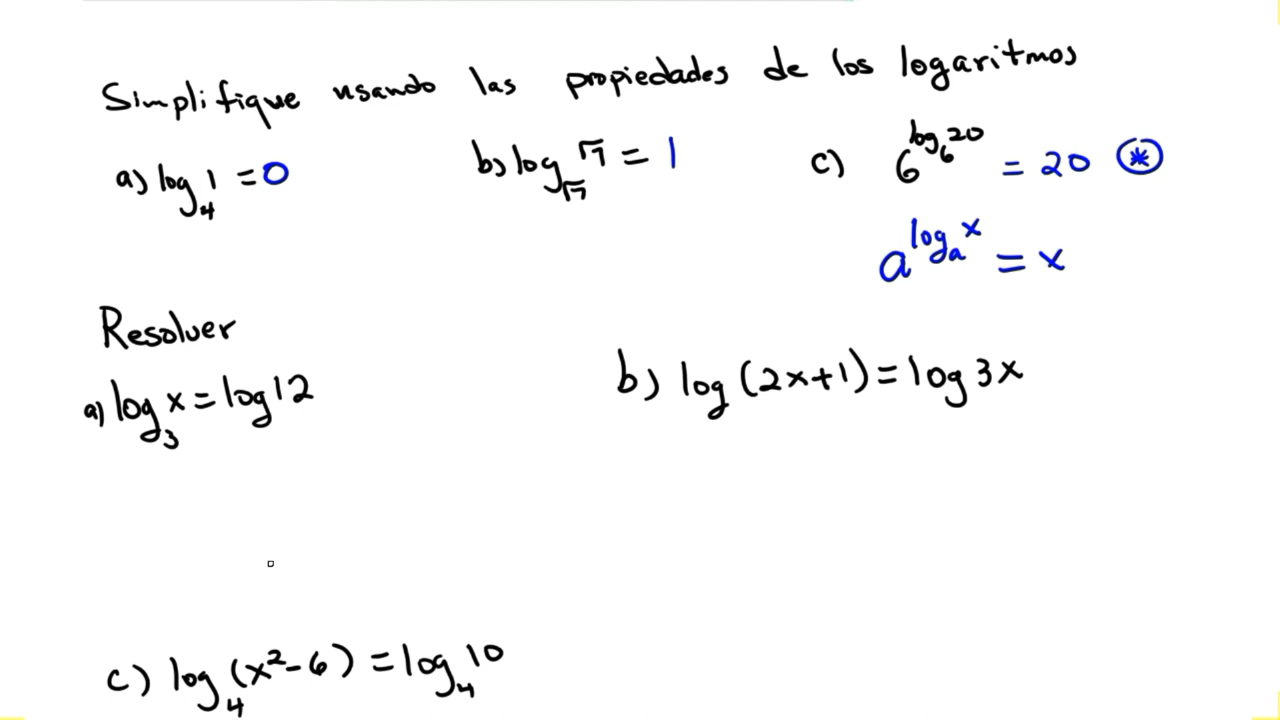 Simplifique usando las propiedades de los logaritmos
a) log₄ 1 = 0 b) log_√7 √7 = 1 c) 6^(log₆ 20) = 20 ⊛
a^(logₐ x) = x
Resolver
a) log₃ x = log 12 b) log (2x+1) = log 3x
c) log₄ (x²-6) = log₄ 10